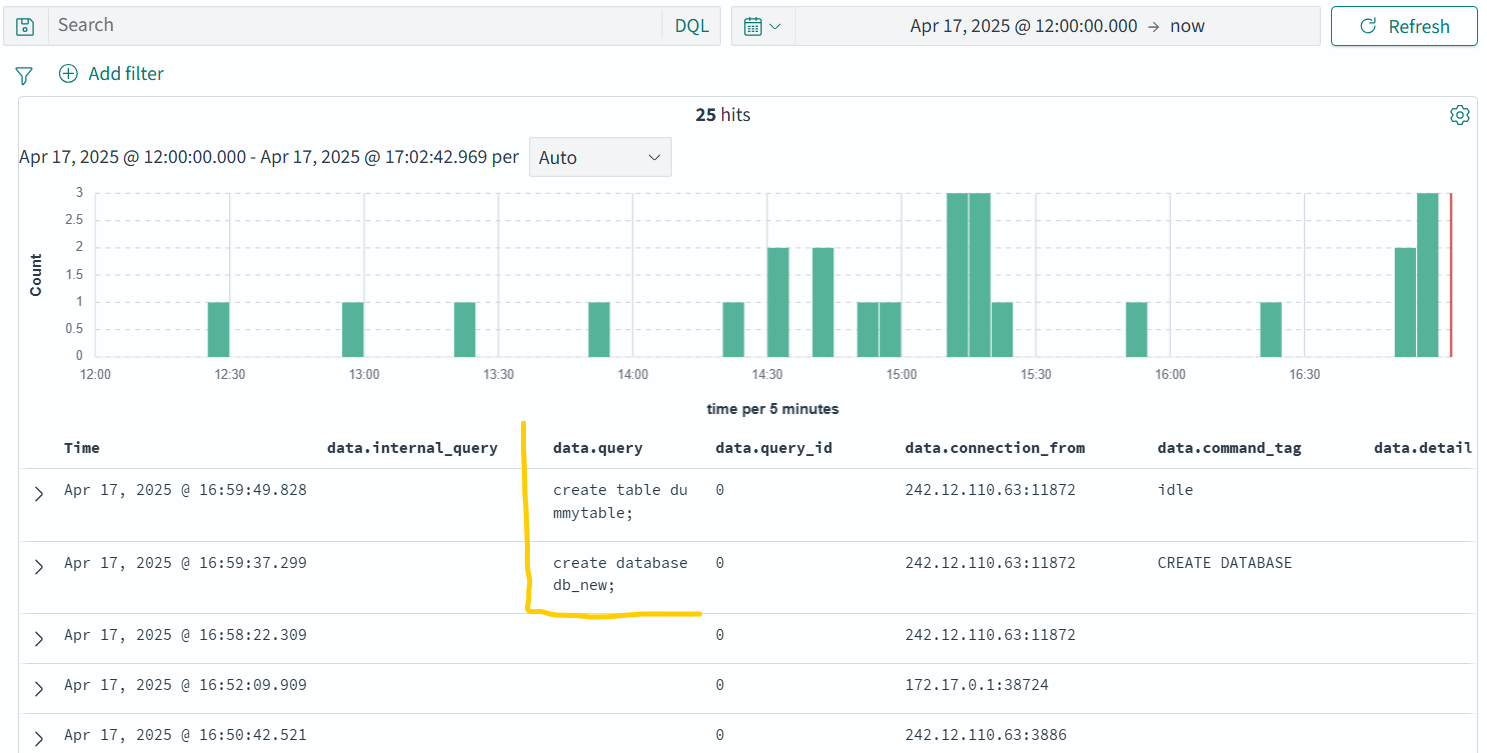 Search DQL Apr 17, 2025 @ 12:00:00.000 → now Refresh
Add filter
25 hits
Apr 17, 2025 @ 12:00:00.000 - Apr 17, 2025 @ 17:02:42.969 per Auto
3
2.5
2
1.5
1
0.5
0
Count
12:00 12:30 13:00 13:30 14:00 14:30 15:00 15:30 16:00 16:30
time per 5 minutes
Time data.internal_query data.query data.query_id data.connection_from data.command_tag data.detail
Apr 17, 2025 @ 16:59:49.828 create table du 0 242.12.110.63:11872 idle
mmytable;
Apr 17, 2025 @ 16:59:37.299 create database 0 242.12.110.63:11872 CREATE DATABASE
db_new;
Apr 17, 2025 @ 16:58:22.309 0 242.12.110.63:11872
Apr 17, 2025 @ 16:52:09.909 0 172.17.0.1:38724
Apr 17, 2025 @ 16:50:42.521 0 242.12.110.63:3886